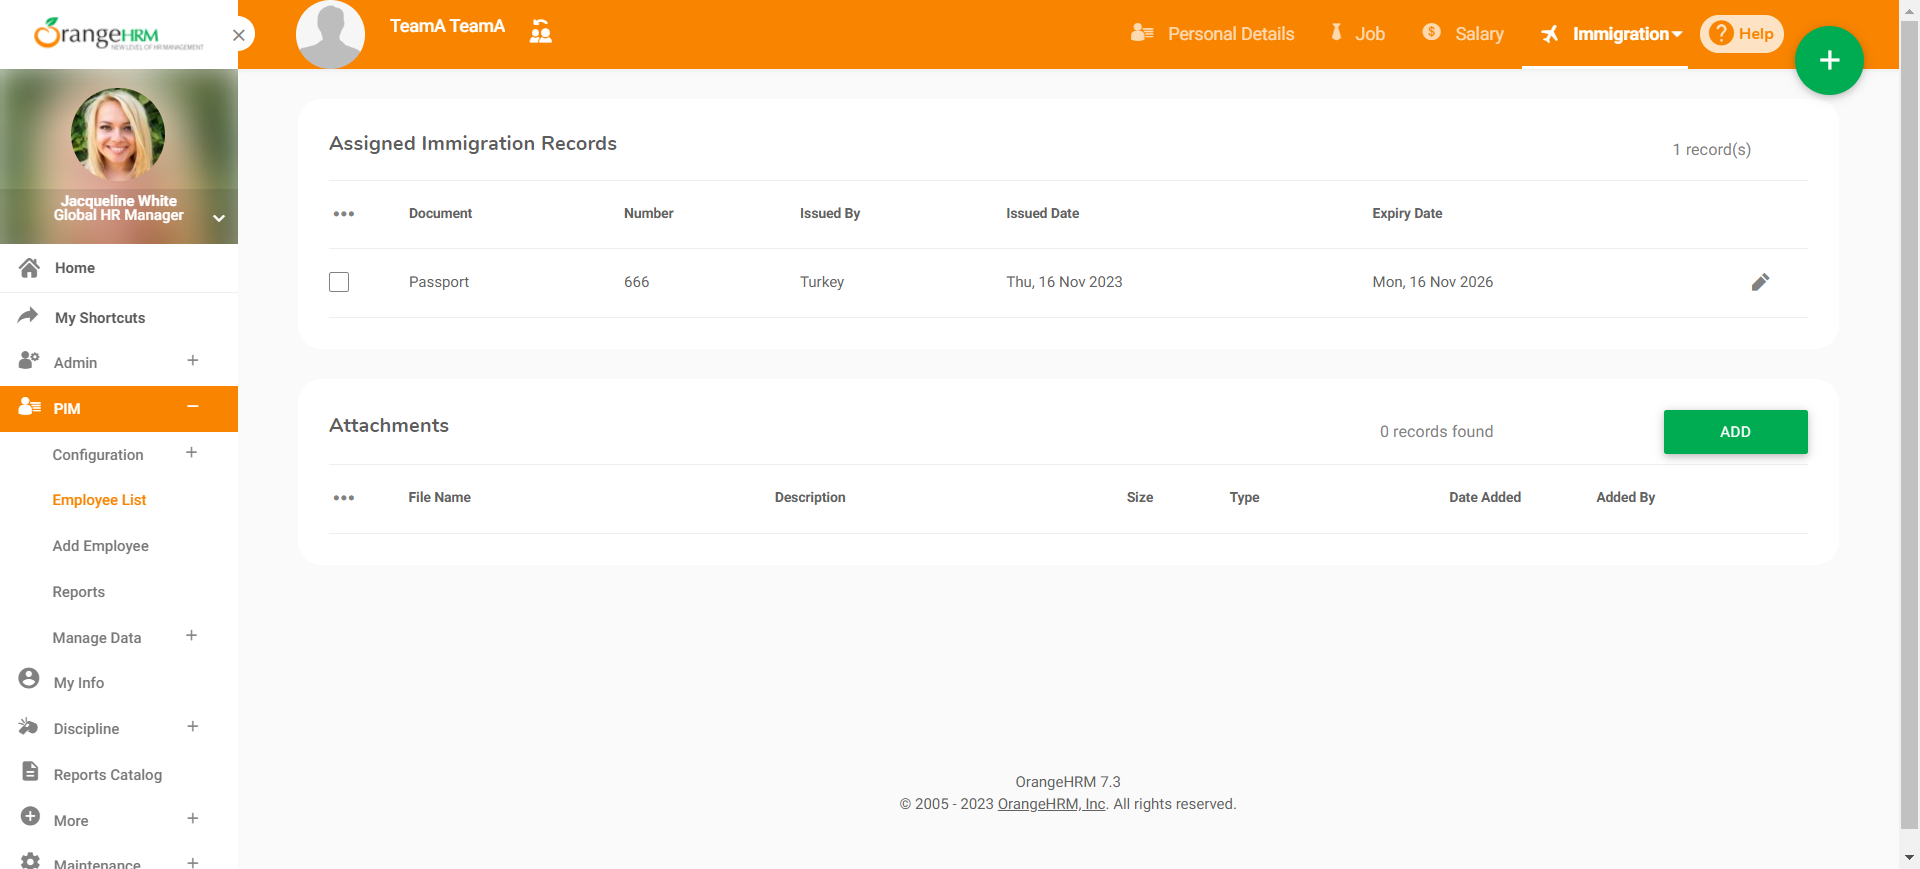 OrangeHRM
NEW LEVEL OF HR MANAGEMENT
TeamA TeamA
Personal Details
Job
Salary
Immigration
Help
Jacqueline White
Global HR Manager
Home
My Shortcuts
Admin
PIM
Configuration
Employee List
Add Employee
Reports
Manage Data
My Info
Discipline
Reports Catalog
More
Maintenance
Assigned Immigration Records
1 record(s)
Document Number Issued By Issued Date Expiry Date
Passport 666 Turkey Thu, 16 Nov 2023 Mon, 16 Nov 2026
Attachments
0 records found
ADD
File Name Description Size Type Date Added Added By
OrangeHRM 7.3
© 2005 - 2023 OrangeHRM, Inc. All rights reserved.